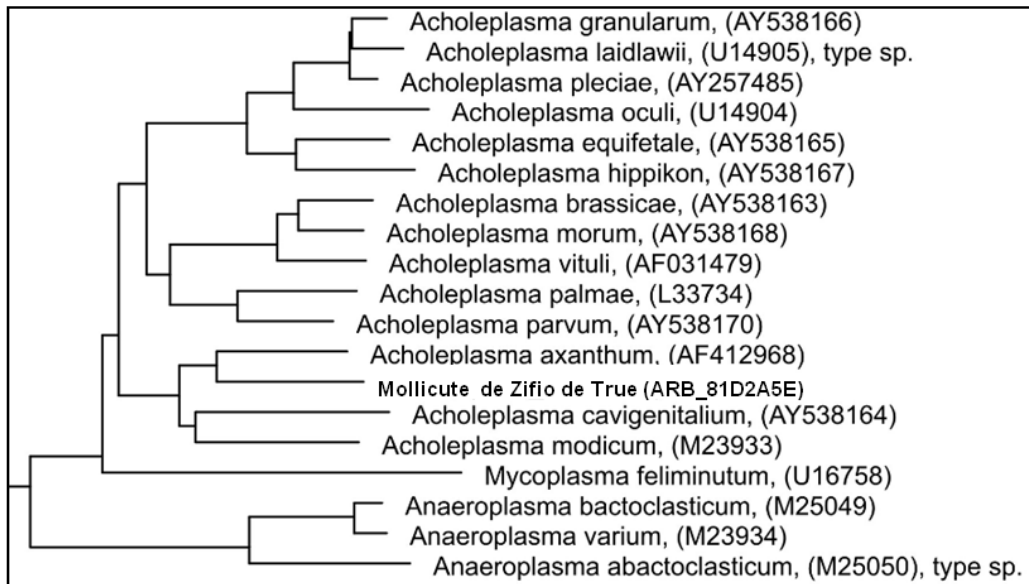 Acholeplasma granularum, (AY538166)
Acholeplasma laidlawii, (U14905), type sp.
Acholeplasma pleciae, (AY257485)
Acholeplasma oculi, (U14904)
Acholeplasma equifetale, (AY538165)
Acholeplasma hippikon, (AY538167)
Acholeplasma brassicae, (AY538163)
Acholeplasma morum, (AY538168)
Acholeplasma vituli, (AF031479)
Acholeplasma palmae, (L33734)
Acholeplasma parvum, (AY538170)
Acholeplasma axanthum, (AF412968)
Mollicute de Zifio de True (ARB_81D2A5E)
Acholeplasma cavigenitalium, (AY538164)
Acholeplasma modicum, (M23933)
Mycoplasma feliminutum, (U16758)
Anaeroplasma bactoclasticum, (M25049)
Anaeroplasma varium, (M23934)
Anaeroplasma abactoclasticum, (M25050), type sp.